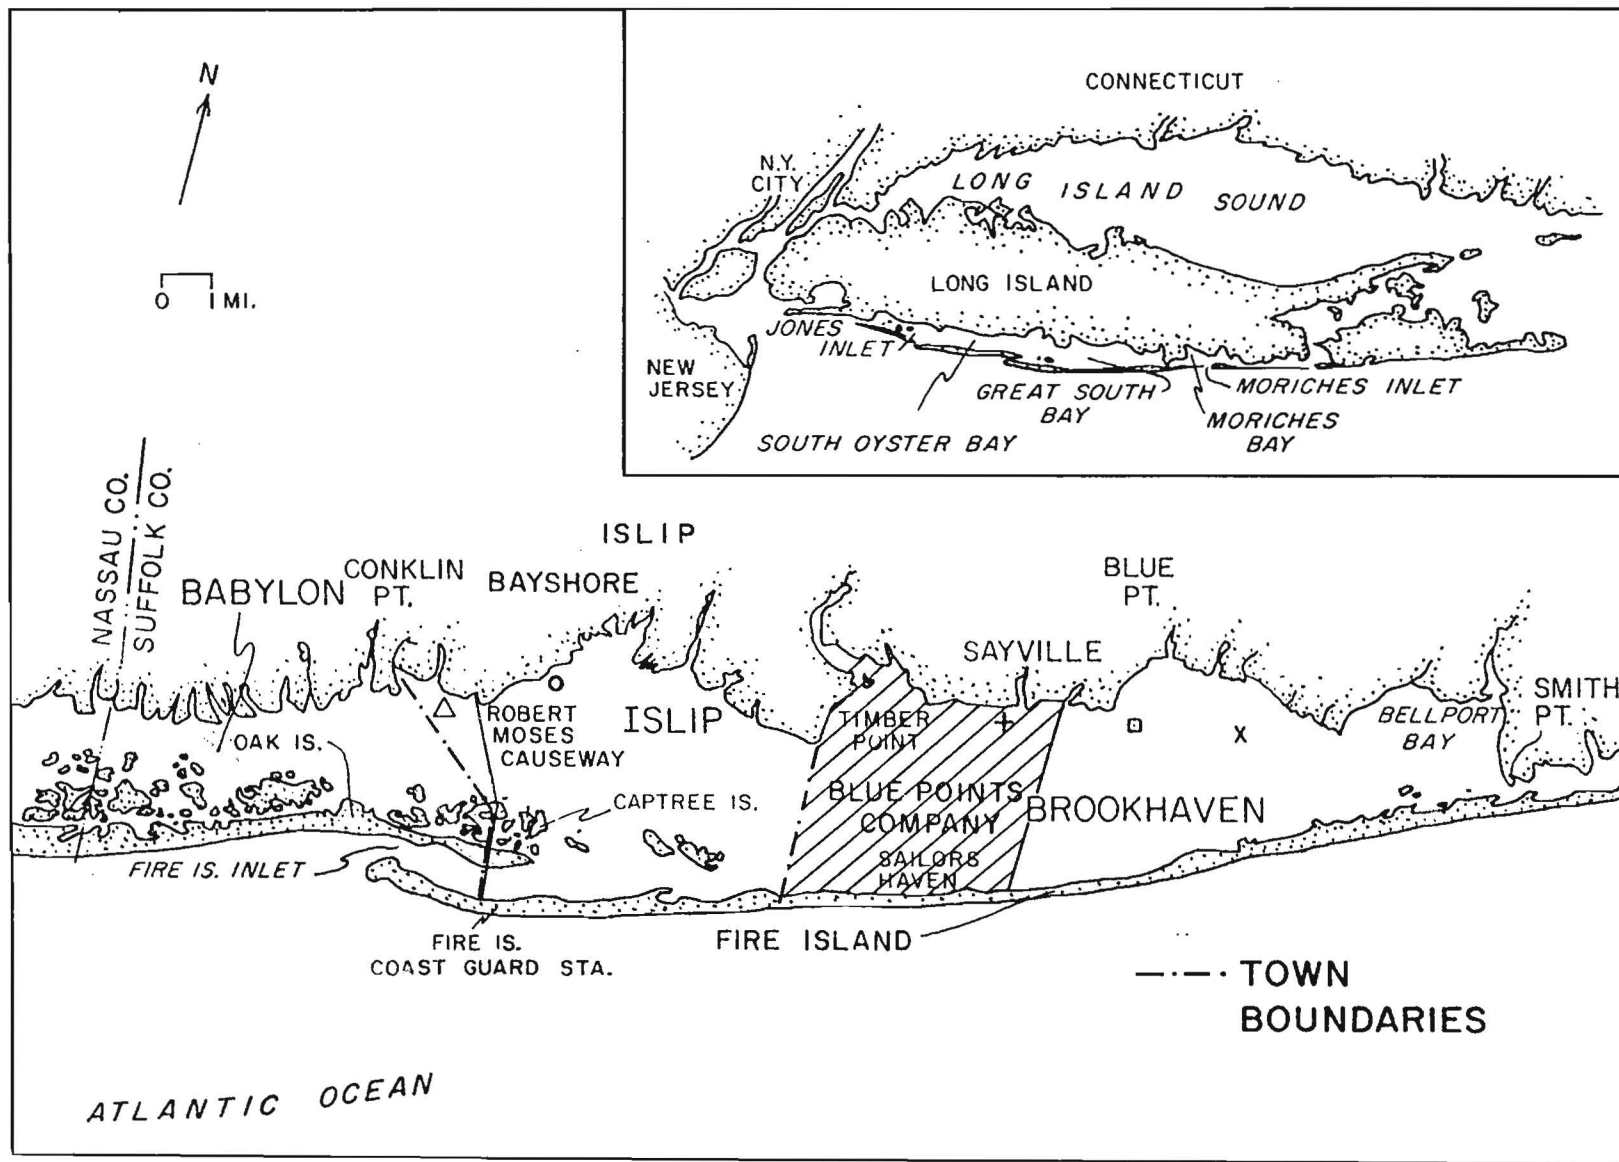 N
0 1 MI.
CONNECTICUT
N.Y.
CITY
LONG ISLAND SOUND
LONG ISLAND
JONES
INLET
NEW
JERSEY
GREAT SOUTH
BAY
MORICHES INLET
MORICHES
BAY
SOUTH OYSTER BAY
NASSAU CO.
SUFFOLK CO.
BABYLON
CONKLIN
PT.
ISLIP
BAYSHORE
BLUE
PT.
SAYVILLE
OAK IS.
ROBERT
MOSES
CAUSEWAY
ISLIP
TIMBER
POINT
BELLPORT
BAY
SMITH
PT.
CAPTREE IS.
BLUE POINTS
COMPANY
BROOKHAVEN
SAILORS
HAVEN
FIRE IS. INLET
FIRE IS.
COAST GUARD STA.
FIRE ISLAND
TOWN
BOUNDARIES
ATLANTIC OCEAN